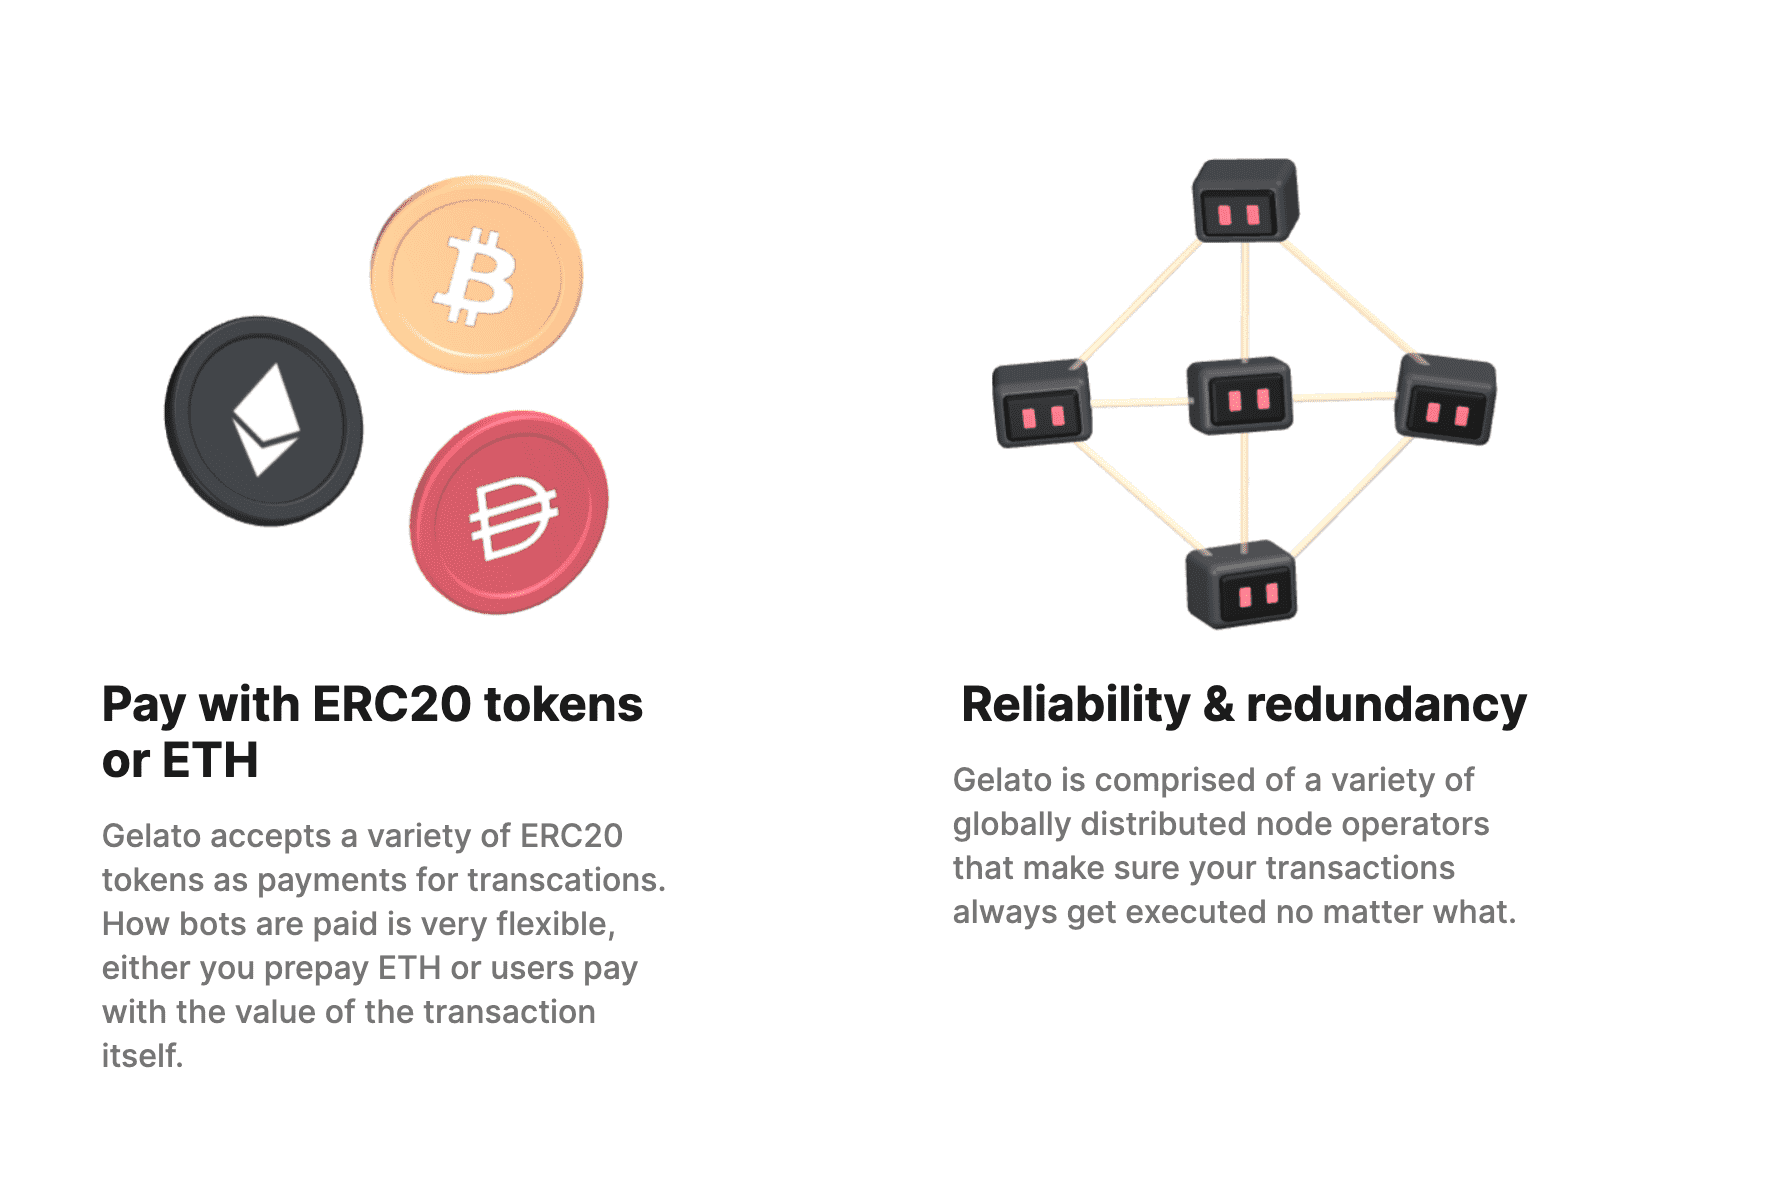 Pay with ERC20 tokens
or ETH
Gelato accepts a variety of ERC20
tokens as payments for transcations.
How bots are paid is very flexible,
either you prepay ETH or users pay
with the value of the transaction
itself.
Reliability & redundancy
Gelato is comprised of a variety of
globally distributed node operators
that make sure your transactions
always get executed no matter what.